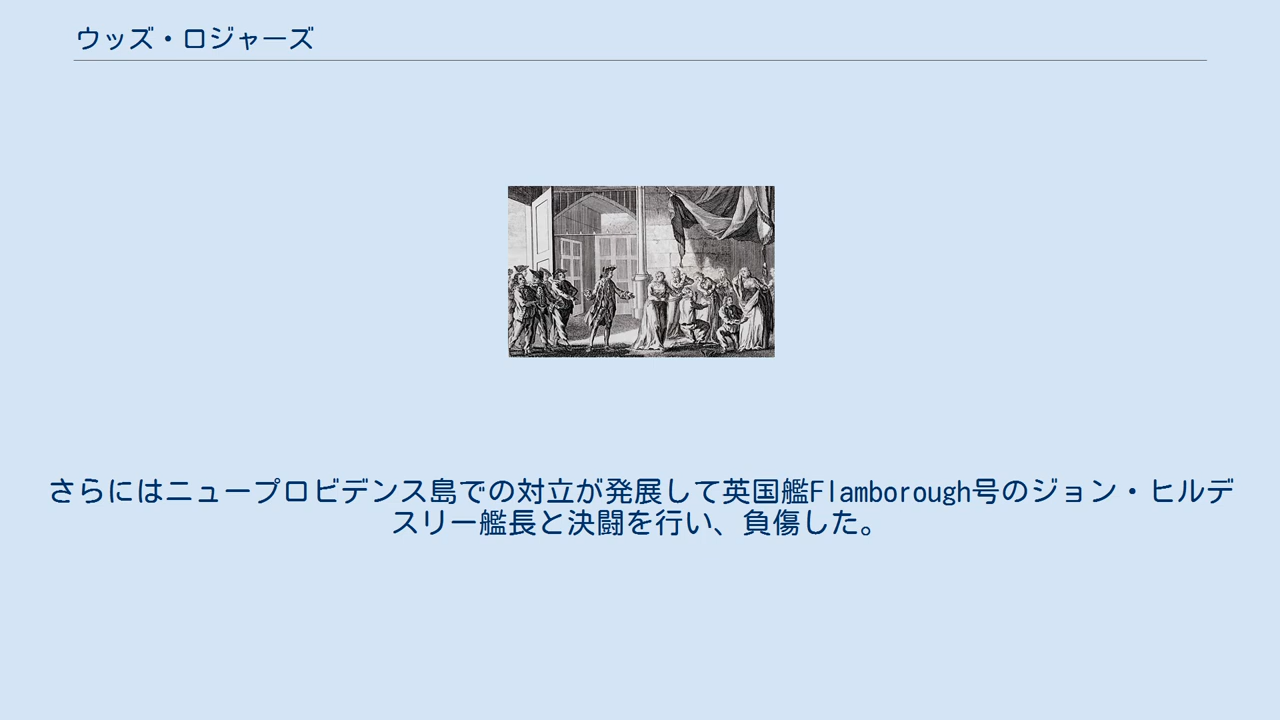 ウッズ・ロジャーズ
さらにはニュープロビデンス島での対立が発展して英国艦Flamborough号のジョン・ヒルデ
スリー艦長と決闘を行い、負傷した。